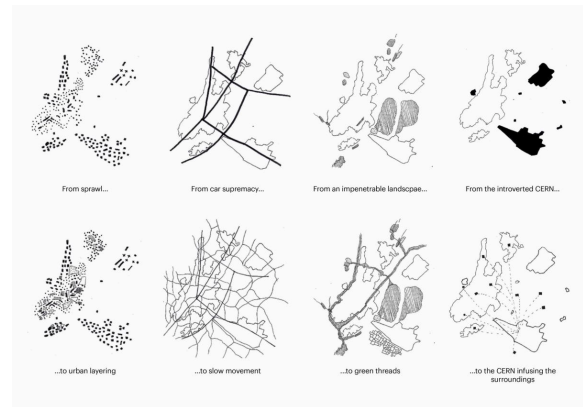 From sprawl...
From car supremacy...
From an impenetrable landscpae...
From the introverted CERN...
...to urban layering
...to slow movement
...to green threads
...to the CERN infusing the
surroundings